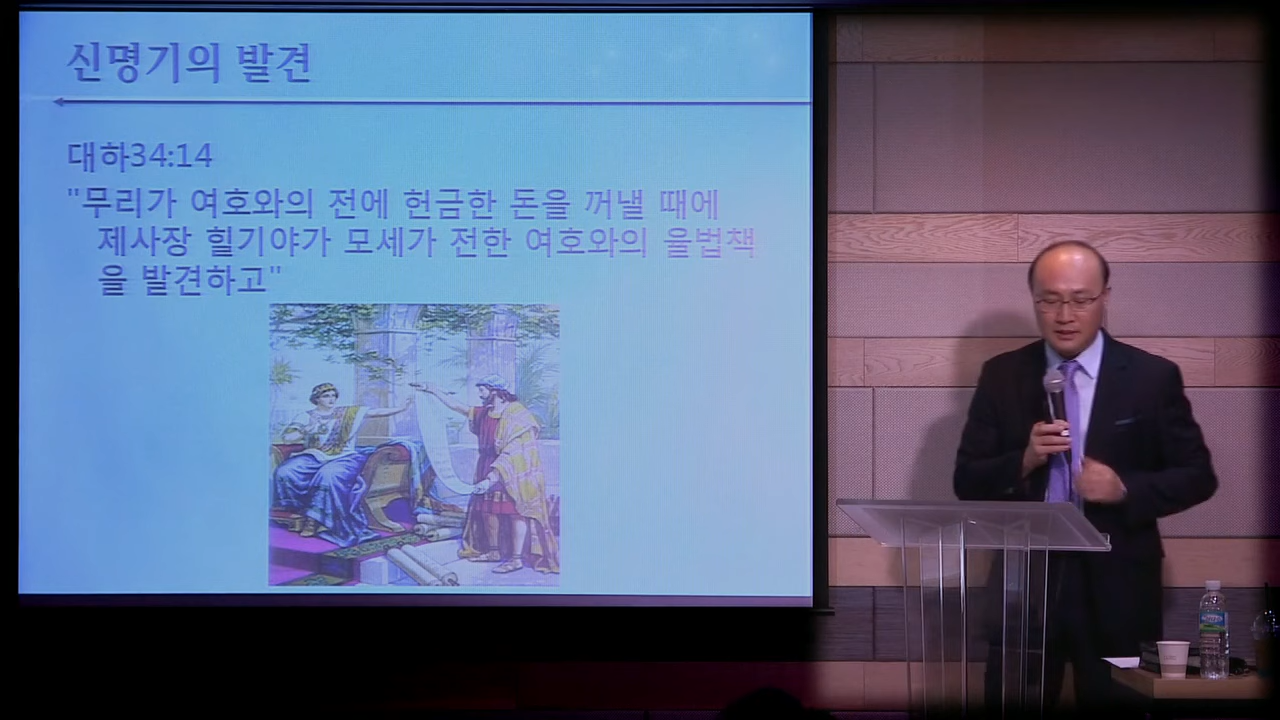 신명기의 발견
대하34:14
"무리가 여호와의 전에 헌금한 돈을 꺼낼 때에
제사장 힐기야가 모세가 전한 여호와의 율법책
을 발견하고"